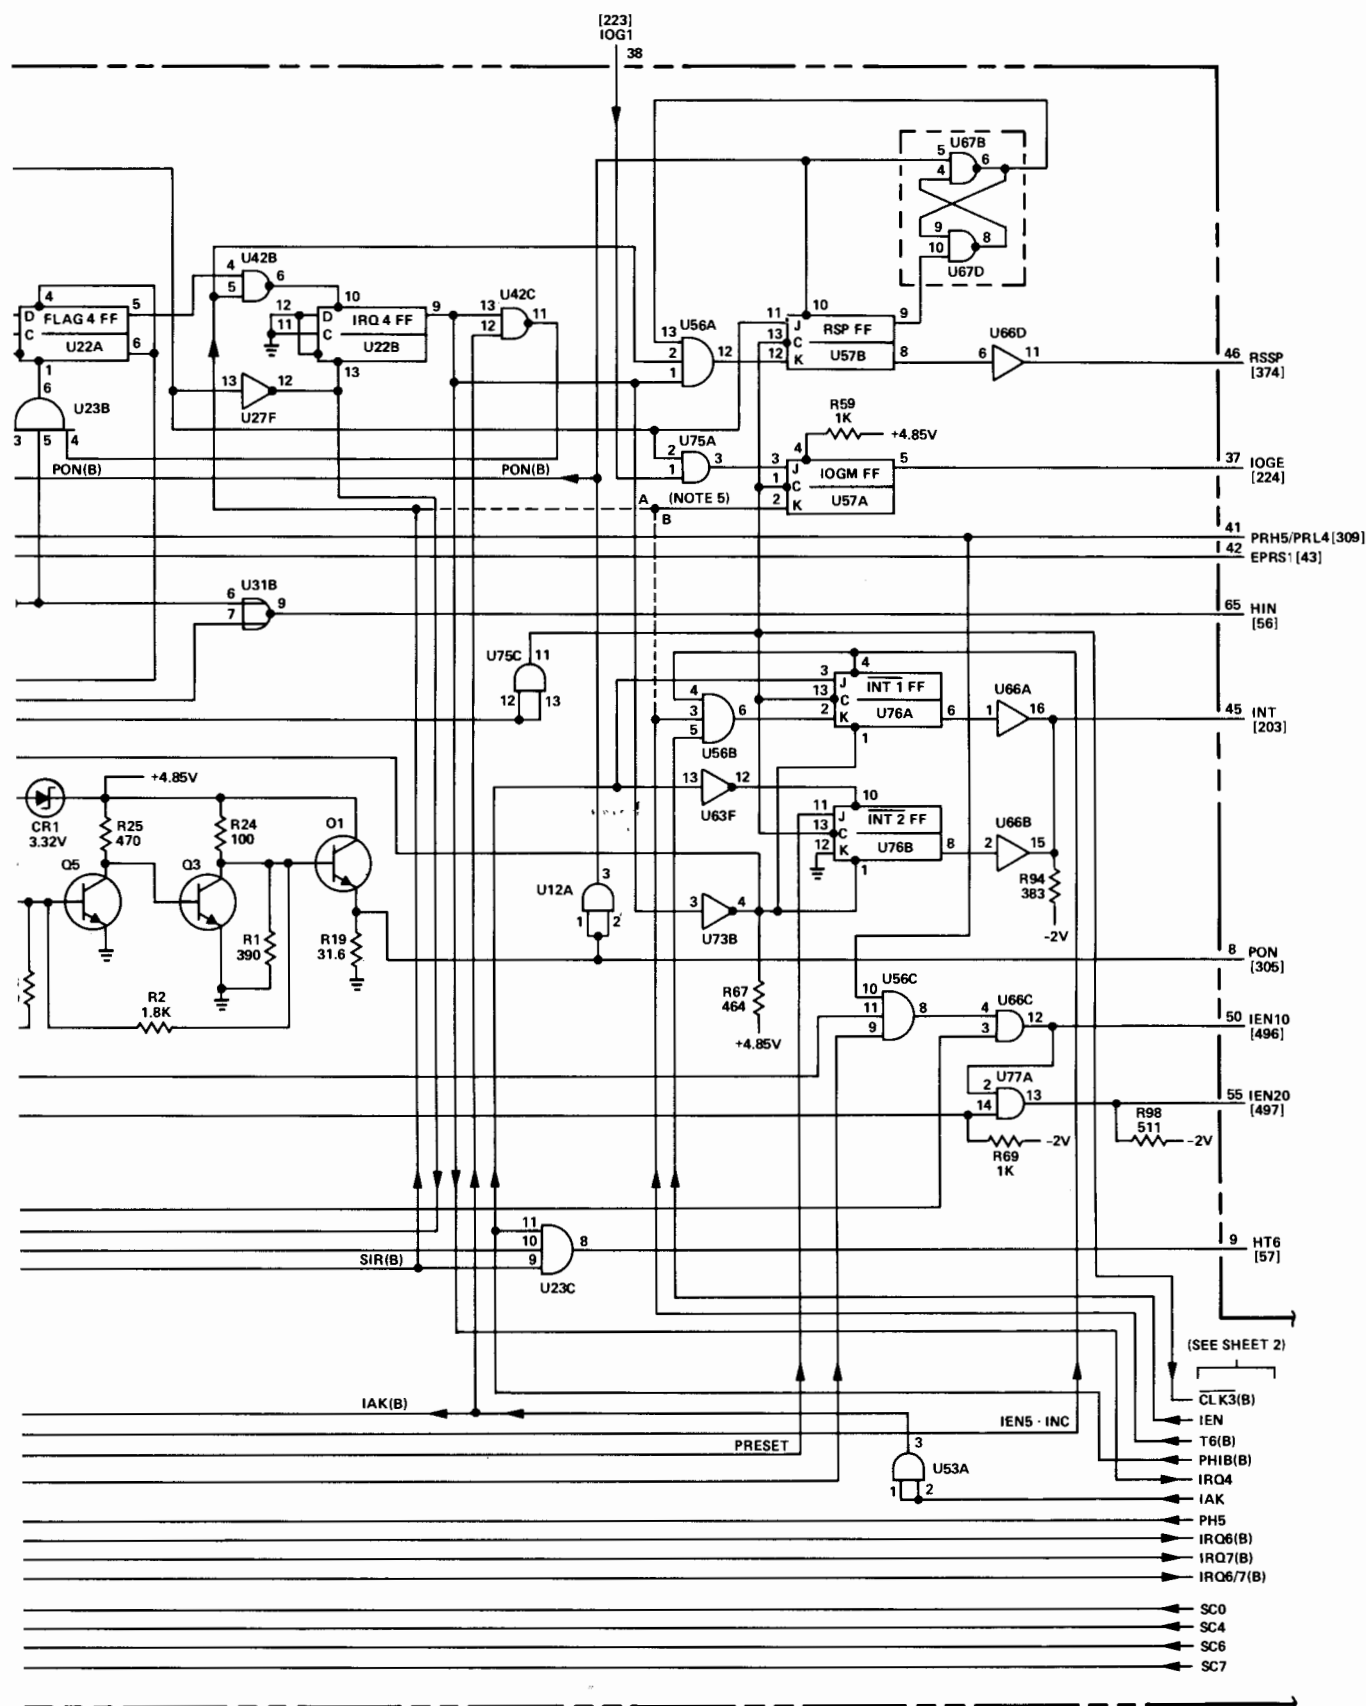 [223]
IOG1
38
U67B
5
4
6
9
10
8
U67D
U42B
4
5
6
4
D
FLAG 4 FF
5
C
U22A
6
1
12
11
10
D
IRQ 4 FF
9
C
U22B
13
U42C
13
12
11
13
12
U27F
6
U23B
3
5
4
U56A
13
2
1
12
11
13
12
10
J
RSP FF
9
C
K
U57B
8
U66D
6
11
46
RSSP
[374]
R59
1K
+4.85V
U75A
2
1
3
3
4
J
IOGM FF
5
1
C
2
K
U57A
37
IOGE
[224]
PON(B)
PON(B)
A
(NOTE 5)
B
41
PRH5/PRL4[309]
42
EPRS1[43]
U31B
6
7
9
65
HIN
[56]
U75C
11
12
13
4
3
5
6
U56B
3
4
J
INT 1 FF
13
C
2
K
U76A
6
1
U66A
1
16
45
INT
[203]
13
12
U63F
10
11
J
INT 2 FF
13
C
12
K
U76B
8
1
U66B
2
15
R94
383
-2V
+4.85V
CR1
3.32V
R25
470
R24
100
Q1
Q5
Q3
R1
390
R19
31.6
R2
1.8K
U12A
3
1
2
3
4
U73B
R67
464
+4.85V
8
PON
[305]
U56C
10
11
9
8
U66C
4
3
12
50
IEN10
[496]
U77A
2
14
13
55
IEN20
[497]
R69
1K
-2V
R98
511
-2V
11
10
9
8
U23C
SIR(B)
9
HT6
[57]
(SEE SHEET 2)
IAK(B)
IEN5 · INC
PRESET
3
U53A
1
2
CLK3(B)
IEN
T6(B)
PHIB(B)
IRQ4
IAK
PH5
IRQ6(B)
IRQ7(B)
IRQ6/7(B)
SC0
SC4
SC6
SC7